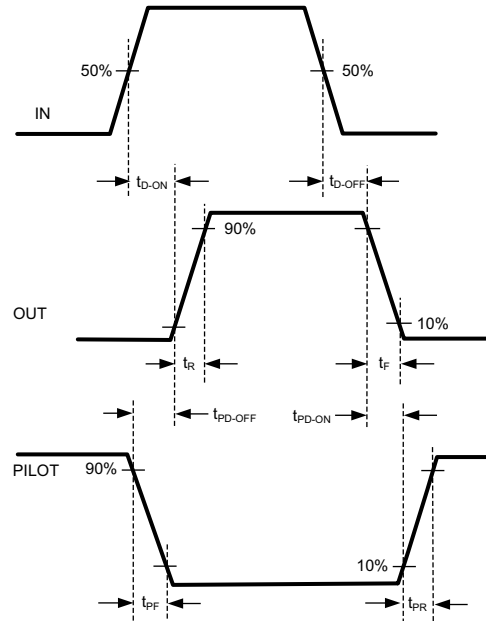 50%
50%
IN
tD-ON
tD-OFF
90%
OUT
10%
tR
tF
tPD-OFF
tPD-ON
PILOT
90%
10%
tPF
tPR